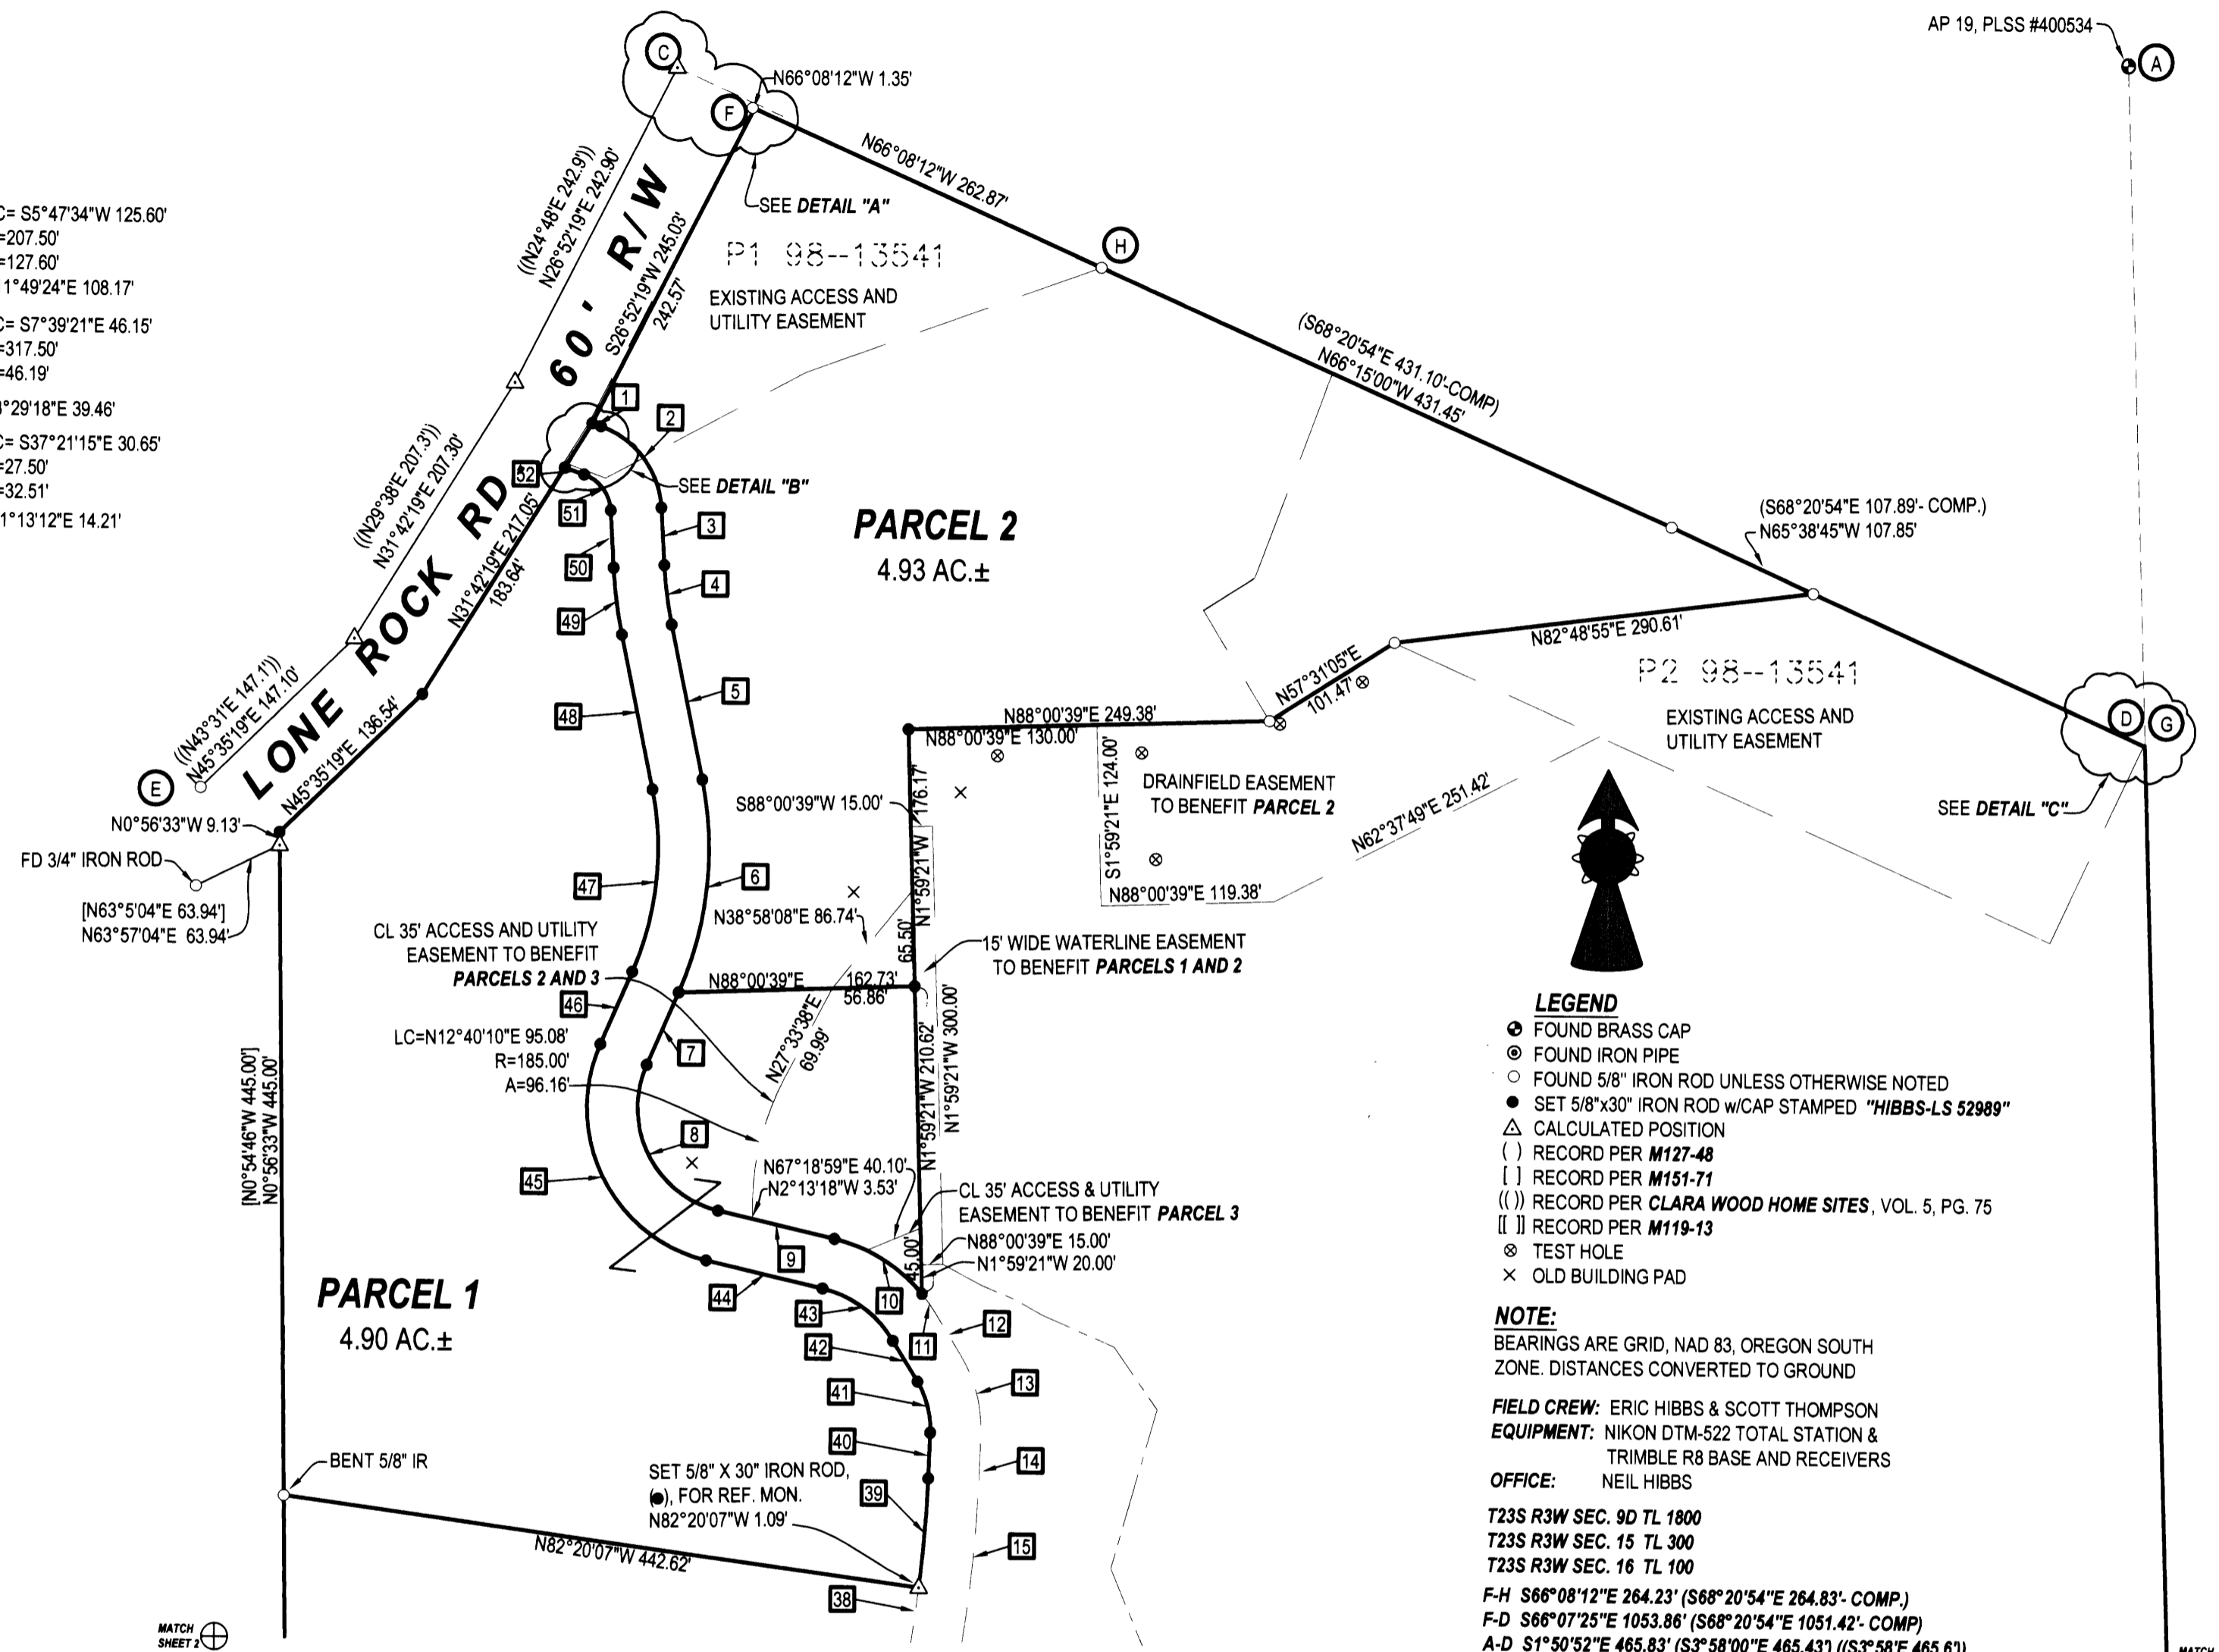 AP 19, PLSS #400534
A
C
N66°08'12"W 1.35'
F
N66°08'12"W 262.87'
SEE DETAIL "A"
P1 98--13541
EXISTING ACCESS AND
UTILITY EASEMENT
H
C= S5°47'34"W 125.60'
=207.50'
=127.60'
1°49'24"E 108.17'
C= S7°39'21"E 46.15'
=317.50'
=46.19'
°29'18"E 39.46'
C= S37°21'15"E 30.65'
=27.50'
=32.51'
1°13'12"E 14.21'
((N24°48'E 242.9'))
N26°52'19"E 242.90'
S26°52'19"W 245.03'
242.57'
60' R/W
LONE ROCK RD
((N29°38'E 207.3'))
N31°42'19"E 207.30'
N31°42'19"E 217.05'
183.64'
((N43°31'E 147.1'))
N45°35'19"E 147.10'
N45°35'19"E 136.54'
E
N0°56'33"W 9.13'
FD 3/4" IRON ROD
[N63°5'04"E 63.94']
N63°57'04"E 63.94'
1
2
52
SEE DETAIL "B"
51
3
50
4
49
5
48
47
6
46
7
8
45
9
44
10
43
11
12
42
13
41
40
14
39
15
38
(S68°20'54"E 431.10'-COMP)
N66°15'00"W 431.45'
(S68°20'54"E 107.89'- COMP.)
N65°38'45"W 107.85'
PARCEL 2
4.93 AC.±
N82°48'55"E 290.61'
N57°31'05"E
101.47'
P2 98--13541
EXISTING ACCESS AND
UTILITY EASEMENT
D
G
SEE DETAIL "C"
N88°00'39"E 249.38'
N88°00'39"E 130.00'
S88°00'39"W 15.00'
N1°59'21"W 176.17'
65.50'
S1°59'21"E 124.00'
DRAINFIELD EASEMENT
TO BENEFIT PARCEL 2
N62°37'49"E 251.42'
N88°00'39"E 119.38'
N38°58'08"E 86.74'
CL 35' ACCESS AND UTILITY
EASEMENT TO BENEFIT
PARCELS 2 AND 3
15' WIDE WATERLINE EASEMENT
TO BENEFIT PARCELS 1 AND 2
N88°00'39"E 162.73'
56.86'
N27°33'38"E
69.99'
N1°59'21"W 210.62'
N1°59'21"W 300.00'
LC=N12°40'10"E 95.08'
R=185.00'
A=96.16'
N67°18'59"E 40.10'
N2°13'18"W 3.53'
CL 35' ACCESS & UTILITY
EASEMENT TO BENEFIT PARCEL 3
N88°00'39"E 15.00'
45.00'
N1°59'21"W 20.00'
[N0°54'46"W 445.00']
N0°56'33"W 445.00'
PARCEL 1
4.90 AC.±
BENT 5/8" IR
SET 5/8" X 30" IRON ROD,
(●), FOR REF. MON.
N82°20'07"W 1.09'
N82°20'07"W 442.62'
MATCH
SHEET 2
LEGEND
FOUND BRASS CAP
FOUND IRON PIPE
FOUND 5/8" IRON ROD UNLESS OTHERWISE NOTED
SET 5/8"x30" IRON ROD w/CAP STAMPED "HIBBS-LS 52989"
CALCULATED POSITION
( ) RECORD PER M127-48
[ ] RECORD PER M151-71
(( )) RECORD PER CLARA WOOD HOME SITES, VOL. 5, PG. 75
[[ ]] RECORD PER M119-13
TEST HOLE
OLD BUILDING PAD
NOTE:
BEARINGS ARE GRID, NAD 83, OREGON SOUTH
ZONE. DISTANCES CONVERTED TO GROUND
FIELD CREW: ERIC HIBBS & SCOTT THOMPSON
EQUIPMENT: NIKON DTM-522 TOTAL STATION &
TRIMBLE R8 BASE AND RECEIVERS
OFFICE: NEIL HIBBS
T23S R3W SEC. 9D TL 1800
T23S R3W SEC. 15 TL 300
T23S R3W SEC. 16 TL 100
F-H S66°08'12"E 264.23' (S68°20'54"E 264.83'- COMP.)
F-D S66°07'25"E 1053.86' (S68°20'54"E 1051.42'- COMP)
A-D S1°50'52"E 465.83' (S3°58'00"E 465.43') ((S3°58'E 465.6'))
MATCH